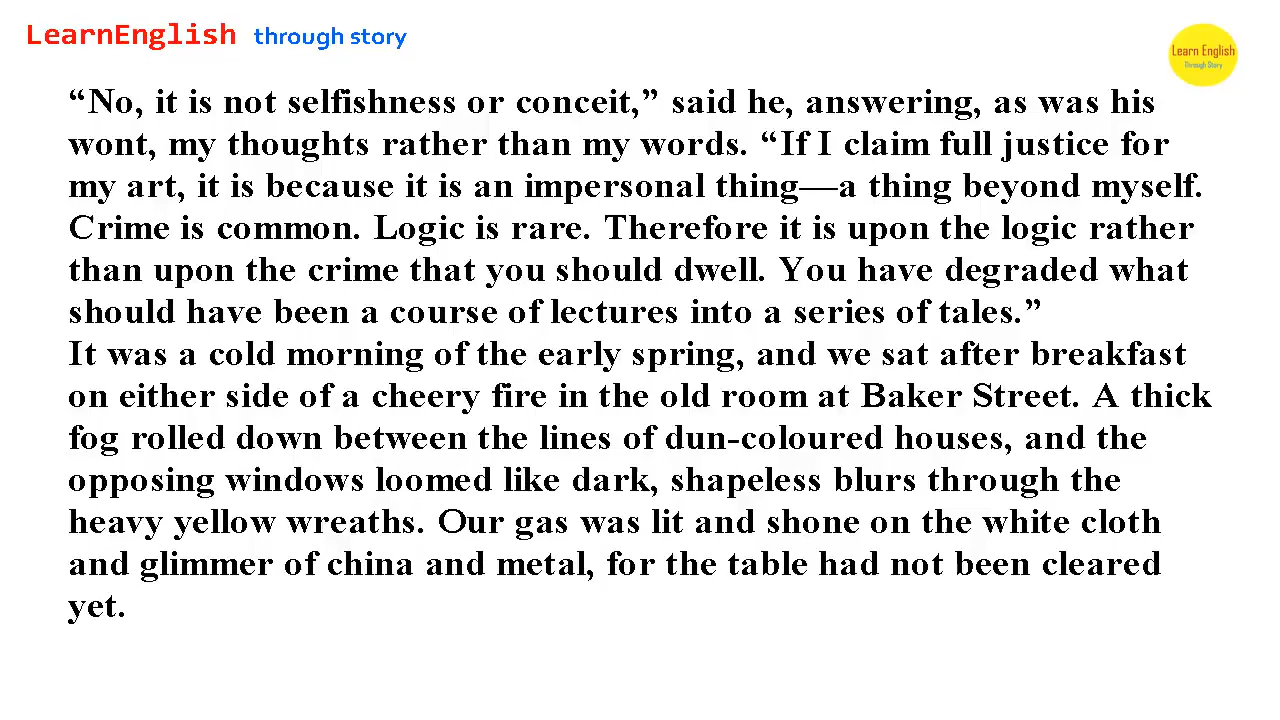 LearnEnglish through story
Learn English
Through Story
“No, it is not selfishness or conceit,” said he, answering, as was his
wont, my thoughts rather than my words. “If I claim full justice for
my art, it is because it is an impersonal thing—a thing beyond myself.
Crime is common. Logic is rare. Therefore it is upon the logic rather
than upon the crime that you should dwell. You have degraded what
should have been a course of lectures into a series of tales.”
It was a cold morning of the early spring, and we sat after breakfast
on either side of a cheery fire in the old room at Baker Street. A thick
fog rolled down between the lines of dun-coloured houses, and the
opposing windows loomed like dark, shapeless blurs through the
heavy yellow wreaths. Our gas was lit and shone on the white cloth
and glimmer of china and metal, for the table had not been cleared
yet.